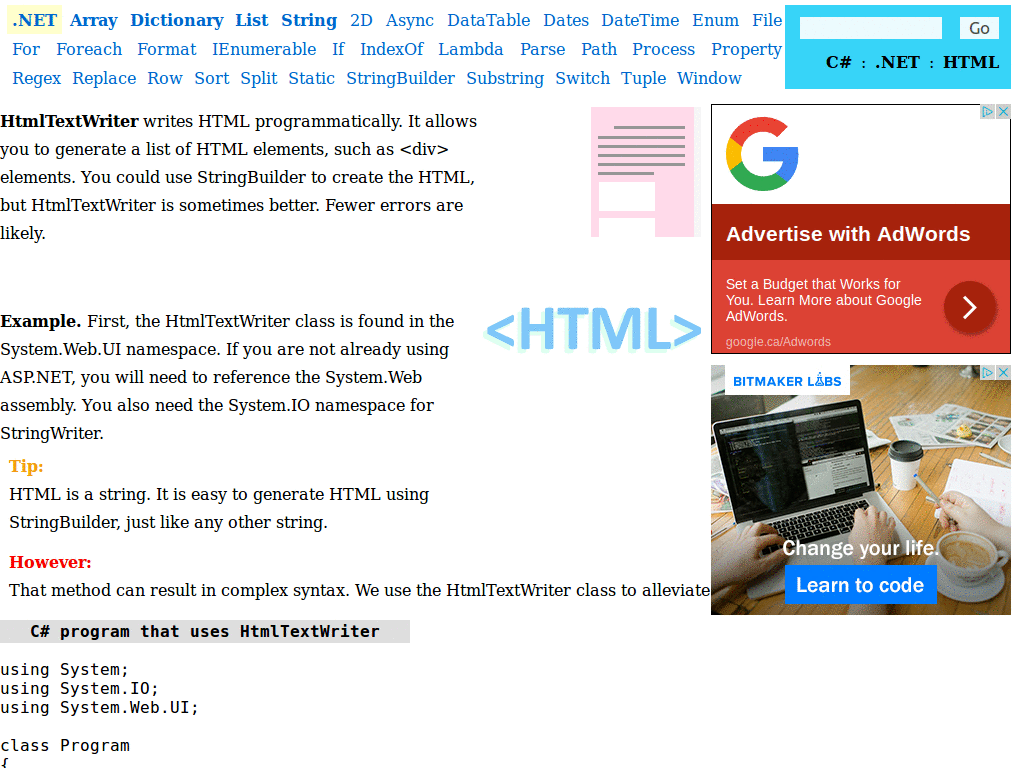 .NET Array Dictionary List String 2D Async DataTable Dates DateTime Enum File
For Foreach Format IEnumerable If IndexOf Lambda Parse Path Process Property
Regex Replace Row Sort Split Static StringBuilder Substring Switch Tuple Window
Go
C# : .NET : HTML
HtmlTextWriter writes HTML programmatically. It allows
you to generate a list of HTML elements, such as <div>
elements. You could use StringBuilder to create the HTML,
but HtmlTextWriter is sometimes better. Fewer errors are
likely.
<HTML>
Example. First, the HtmlTextWriter class is found in the
System.Web.UI namespace. If you are not already using
ASP.NET, you will need to reference the System.Web
assembly. You also need the System.IO namespace for
StringWriter.
Tip:
HTML is a string. It is easy to generate HTML using
StringBuilder, just like any other string.
However:
That method can result in complex syntax. We use the HtmlTextWriter class to alleviate
C# program that uses HtmlTextWriter
using System;
using System.IO;
using System.Web.UI;
class Program
{
G
Advertise with AdWords
Set a Budget that Works for
You. Learn More about Google
AdWords.
google.ca/Adwords
BITMAKER LABS
Change your life.
Learn to code